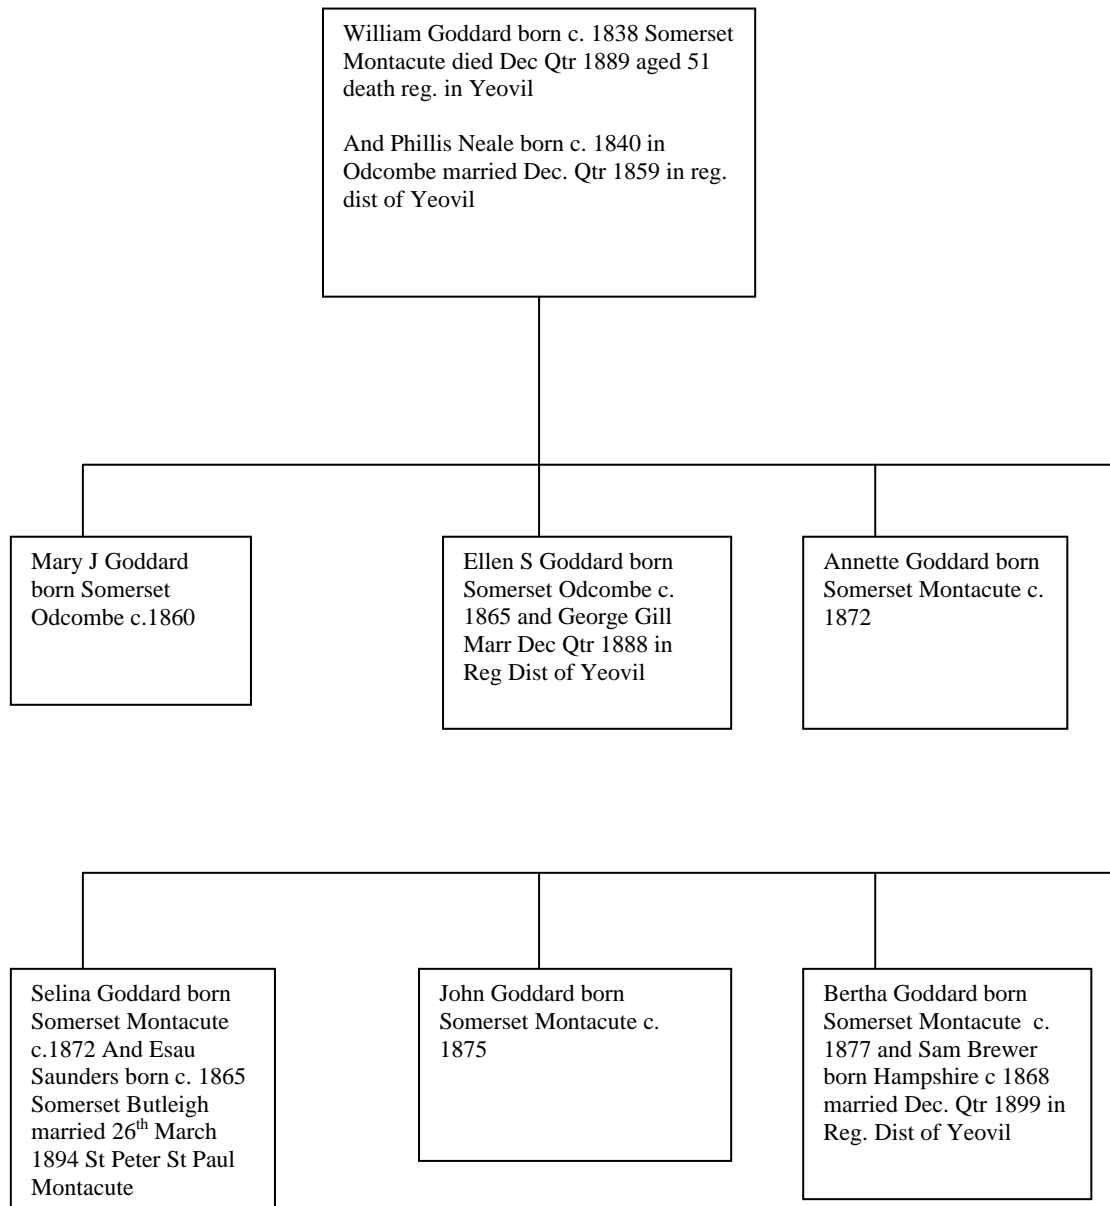 William Goddard born c. 1838 Somerset
Montacute died Dec Qtr 1889 aged 51
death reg. in Yeovil
And Phillis Neale born c. 1840 in
Odcombe married Dec. Qtr 1859 in reg.
dist of Yeovil
Mary J Goddard
born Somerset
Odcombe c.1860
Ellen S Goddard born
Somerset Odcombe c.
1865 and George Gill
Marr Dec Qtr 1888 in
Reg Dist of Yeovil
Annette Goddard born
Somerset Montacute c.
1872
Selina Goddard born
Somerset Montacute
c.1872 And Esau
Saunders born c. 1865
Somerset Butleigh
married 26th March
1894 St Peter St Paul
Montacute
John Goddard born
Somerset Montacute c.
1875
Bertha Goddard born
Somerset Montacute c.
1877 and Sam Brewer
born Hampshire c 1868
married Dec. Qtr 1899 in
Reg. Dist of Yeovil